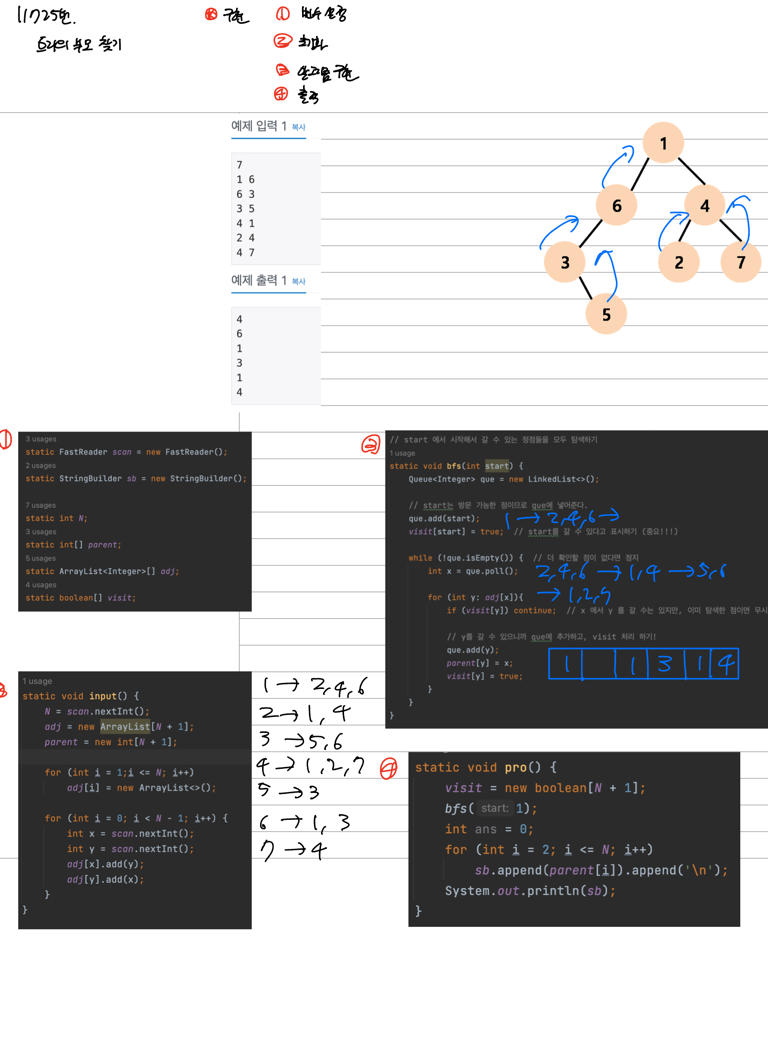 11725번.
트리의 부모 찾기
※ 구현 ① 변수 설정
② 초기화
③ 알고리즘 구현
④ 출력
예제 입력 1 복사
7
1 6
6 3
3 5
4 1
2 4
4 7
예제 출력 1 복사
4
6
1
3
1
4
1
6
4
3
2
7
5
①
3 usages
static FastReader scan = new FastReader();
2 usages
static StringBuilder sb = new StringBuilder();
7 usages
static int N;
3 usages
static int[] parent;
5 usages
static ArrayList<Integer>[] adj;
4 usages
static boolean[] visit;
②
// start 에서 시작해서 갈 수 있는 정점들을 모두 탐색하기
1 usage
static void bfs(int start) {
Queue<Integer> que = new LinkedList<>();
// start는 방문 가능한 점이므로 que에 넣어준다.
que.add(start); 1 → 2,4,6 →
visit[start] = true; // start를 갈 수 있다고 표시하기 (중요!!!)
while (!que.isEmpty()) { // 더 확인할 점이 없다면 정지
int x = que.poll(); 2,4,6 → 1,4 → 5,6
for (int y: adj[x]){ → 1,2,7
if (visit[y]) continue; // x 에서 y 를 갈 수는 있지만, 이미 탐색한 점이면 무시
// y를 갈 수 있으니까 que에 추가하고, visit 처리 하기!
que.add(y);
parent[y] = x; 1 1 3 1 4
visit[y] = true;
}
}
}
3
1 usage
static void input() {
N = scan.nextInt();
adj = new ArrayList[N + 1];
parent = new int[N + 1];
for (int i = 1;i <= N; i++)
adj[i] = new ArrayList<>();
for (int i = 0; i < N - 1; i++) {
int x = scan.nextInt();
int y = scan.nextInt();
adj[x].add(y);
adj[y].add(x);
}
}
1 → 2,4,6
2 → 1,4
3 → 5,6
4 → 1,2,7
5 → 3
6 → 1,3
7 → 4
④
static void pro() {
visit = new boolean[N + 1];
bfs( start: 1);
int ans = 0;
for (int i = 2; i <= N; i++)
sb.append(parent[i]).append('\n');
System.out.println(sb);
}